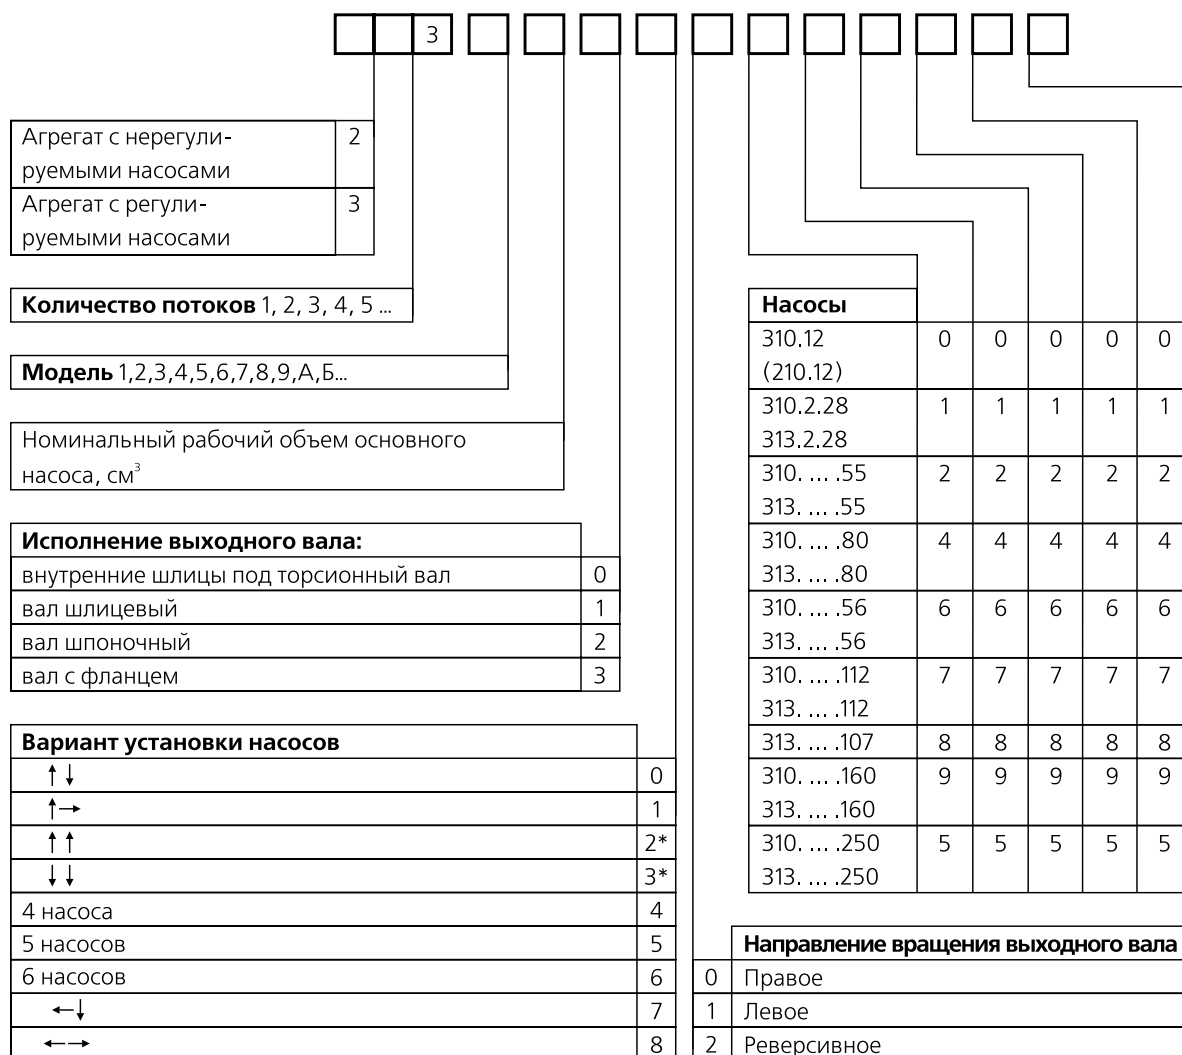 3
Агрегат с нерегули- 2
руемыми насосами
Агрегат с регули- 3
руемыми насосами
Количество потоков 1, 2, 3, 4, 5 ...
Модель 1,2,3,4,5,6,7,8,9,А,Б...
Номинальный рабочий объем основного
насоса, см³
Исполнение выходного вала:
внутренние шлицы под торсионный вал 0
вал шлицевый 1
вал шпоночный 2
вал с фланцем 3
Вариант установки насосов
↑ ↓ 0
↑→ 1
↑ ↑ 2*
↓ ↓ 3*
4 насоса 4
5 насосов 5
6 насосов 6
←↓ 7
←→ 8
Насосы
310.12 0 0 0 0 0
(210.12)
310.2.28 1 1 1 1 1
313.2.28
310. ... .55 2 2 2 2 2
313. ... .55
310. ... .80 4 4 4 4 4
313. ... .80
310. ... .56 6 6 6 6 6
313. ... .56
310. ... .112 7 7 7 7 7
313. ... .112
313. ... .107 8 8 8 8 8
310. ... .160 9 9 9 9 9
313. ... .160
310. ... .250 5 5 5 5 5
313. ... .250
Направление вращения выходного вала
0 Правое
1 Левое
2 Реверсивное